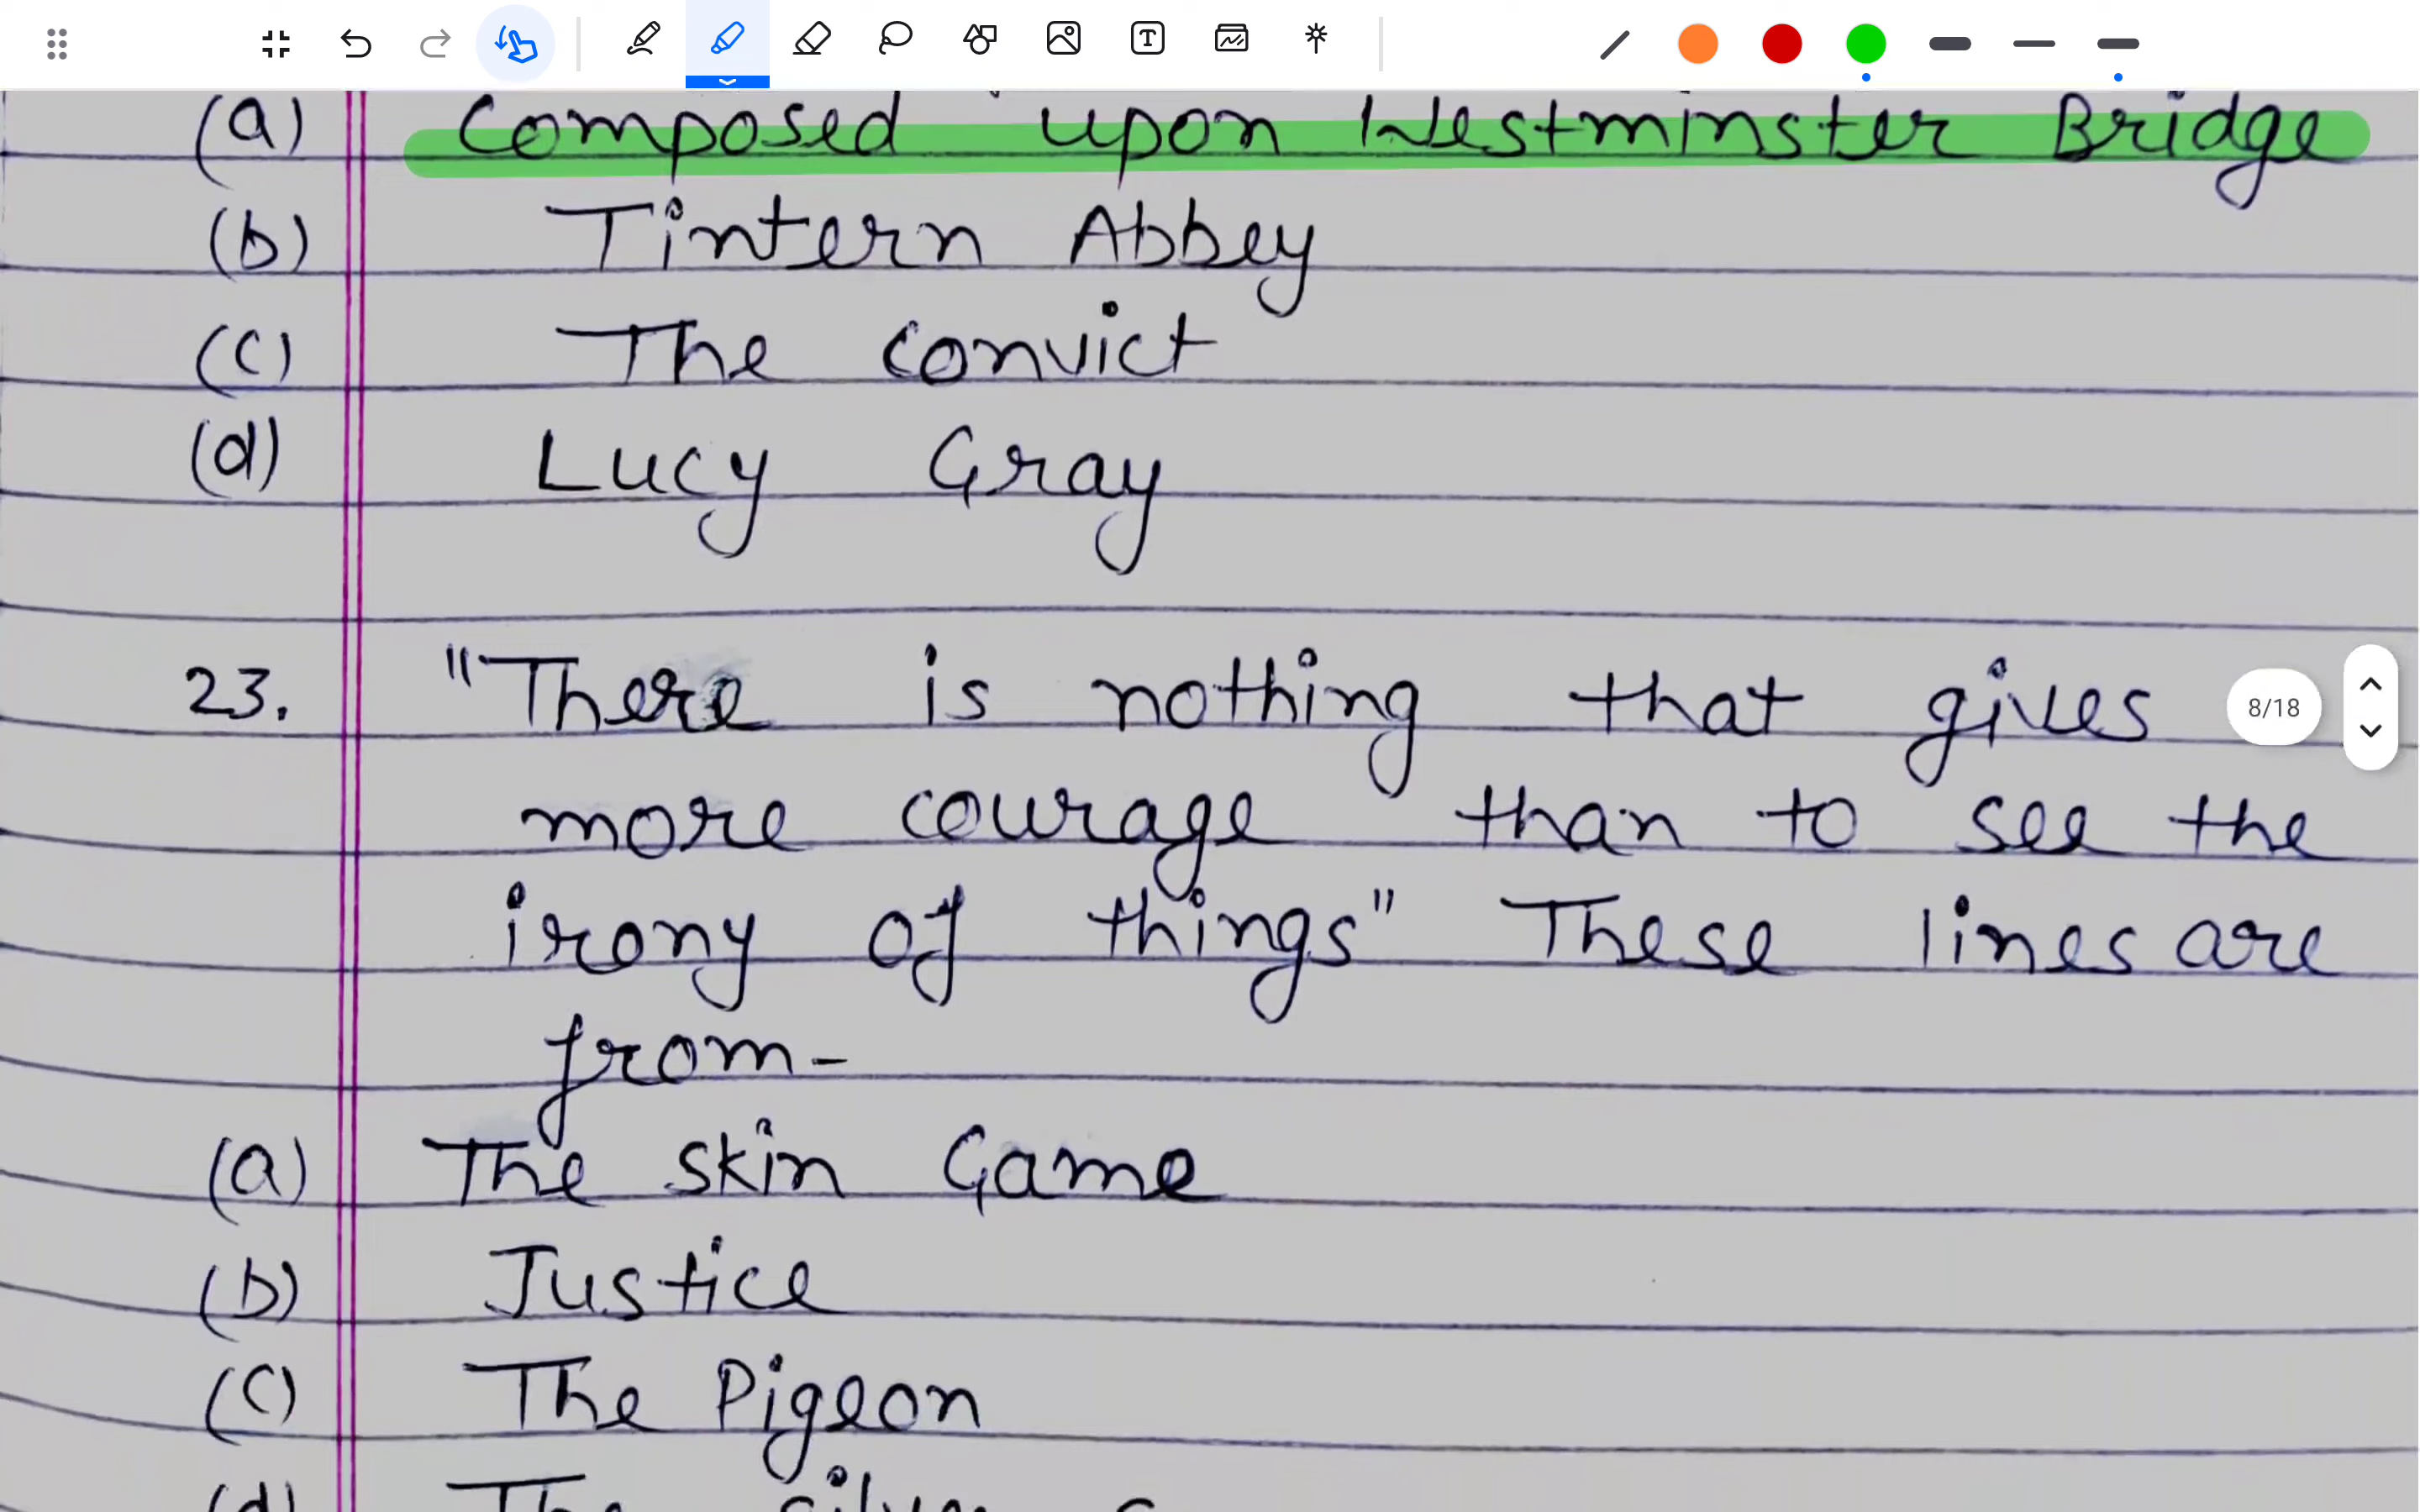 (a) Composed upon Westminster Bridge
(b) Tintern Abbey
(c) The Convict
(d) Lucy Gray
23. "There is nothing that gives
8/18
more courage than to see the
irony of things" These lines are
from-
(a) The Skin Game
(b) Justice
(c) The Pigeon
(d) The